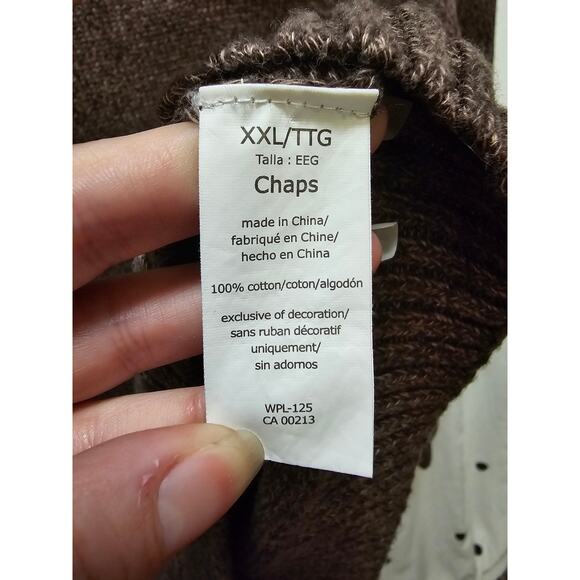 XXL/TTG
Talla : EEG
Chaps
made in China/
fabriqué en Chine/
hecho en China
100% cotton/coton/algodón
exclusive of decoration/
sans ruban décoratif
uniquement/
sin adornos
WPL-125
CA 00213